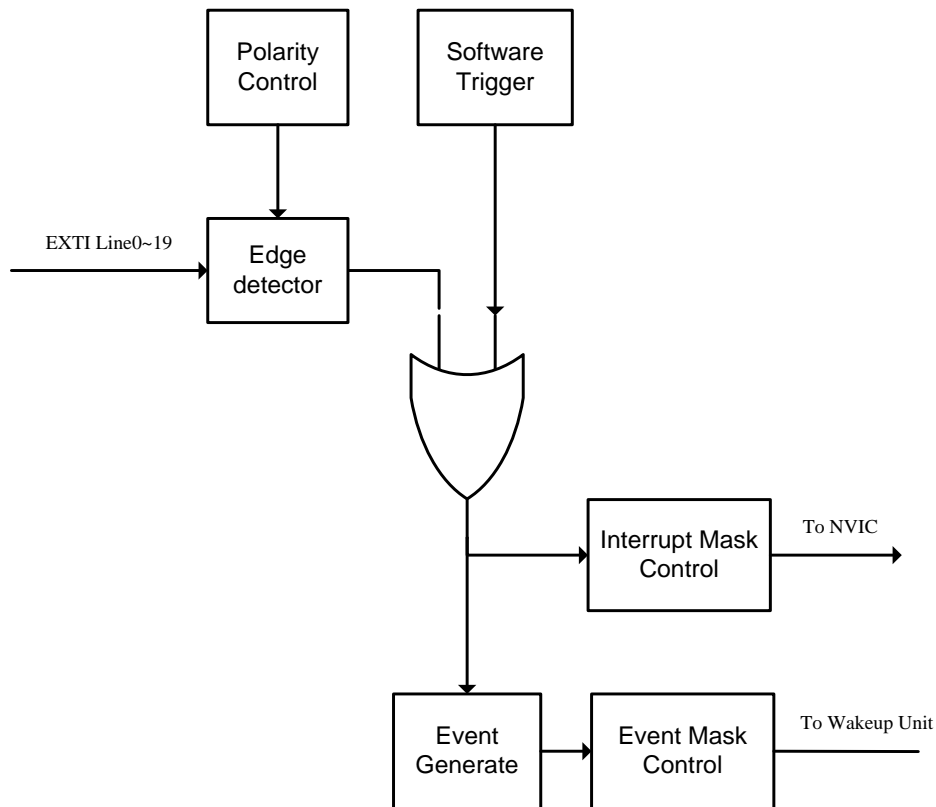 Polarity
Control
Software
Trigger
EXTI Line0~19
Edge
detector
Interrupt Mask
Control
To NVIC
Event
Generate
Event Mask
Control
To Wakeup Unit